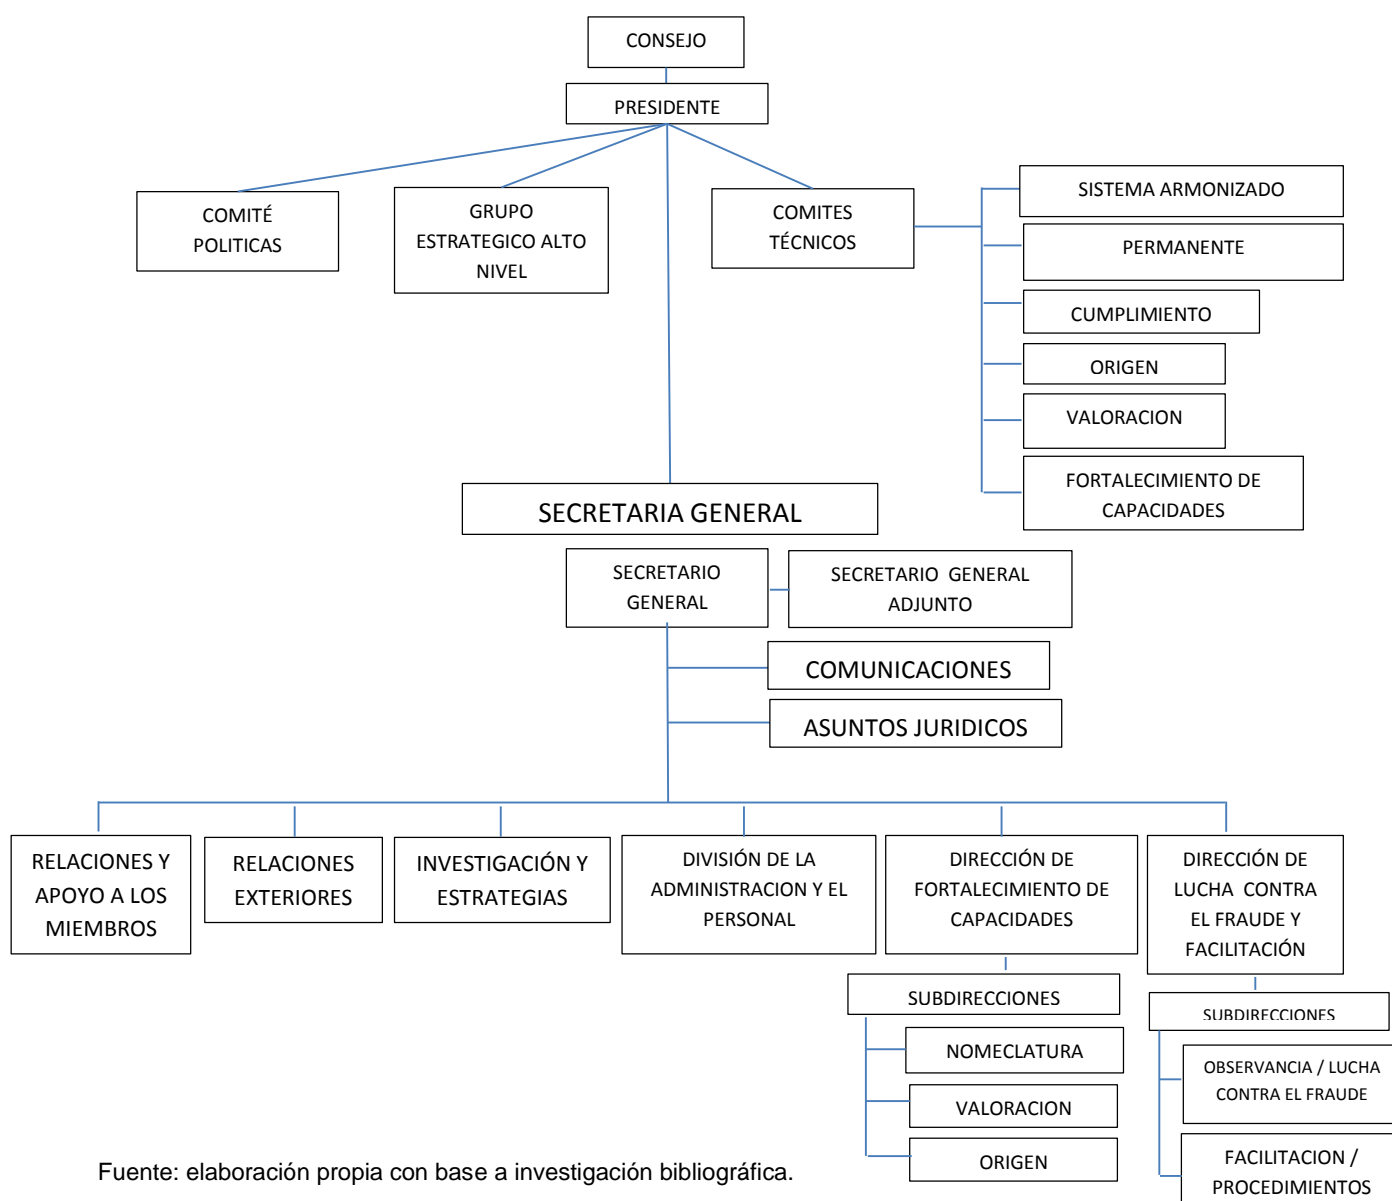 CONSEJO
PRESIDENTE
COMITÉ
POLITICAS
GRUPO
ESTRATEGICO ALTO
NIVEL
COMITES
TÉCNICOS
SISTEMA ARMONIZADO
PERMANENTE
CUMPLIMIENTO
ORIGEN
VALORACION
FORTALECIMIENTO DE
CAPACIDADES
SECRETARIA GENERAL
SECRETARIO
GENERAL
SECRETARIO GENERAL
ADJUNTO
COMUNICACIONES
ASUNTOS JURIDICOS
RELACIONES Y
APOYO A LOS
MIEMBROS
RELACIONES
EXTERIORES
INVESTIGACIÓN Y
ESTRATEGIAS
DIVISIÓN DE LA
ADMINISTRACION Y EL
PERSONAL
DIRECCIÓN DE
FORTALECIMIENTO DE
CAPACIDADES
DIRECCIÓN DE
LUCHA CONTRA
EL FRAUDE Y
FACILITACIÓN
SUBDIRECCIONES
NOMECLATURA
VALORACION
ORIGEN
SUBDIRECCIONES
OBSERVANCIA / LUCHA
CONTRA EL FRAUDE
FACILITACION /
PROCEDIMIENTOS
Fuente: elaboración propia con base a investigación bibliográfica.